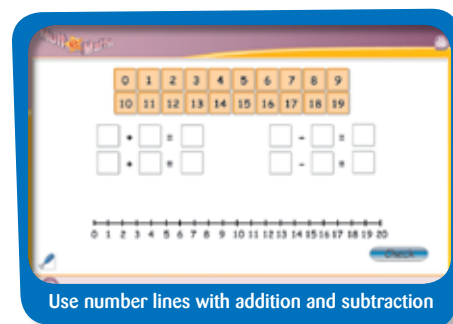 0 1 2 3 4 5 6 7 8 9
10 11 12 13 14 15 16 17 18 19
+ = - =
+ = - =
0 1 2 3 4 5 6 7 8 9 10 11 12 13 14 15 16 17 18 19 20
Check
Use number lines with addition and subtraction